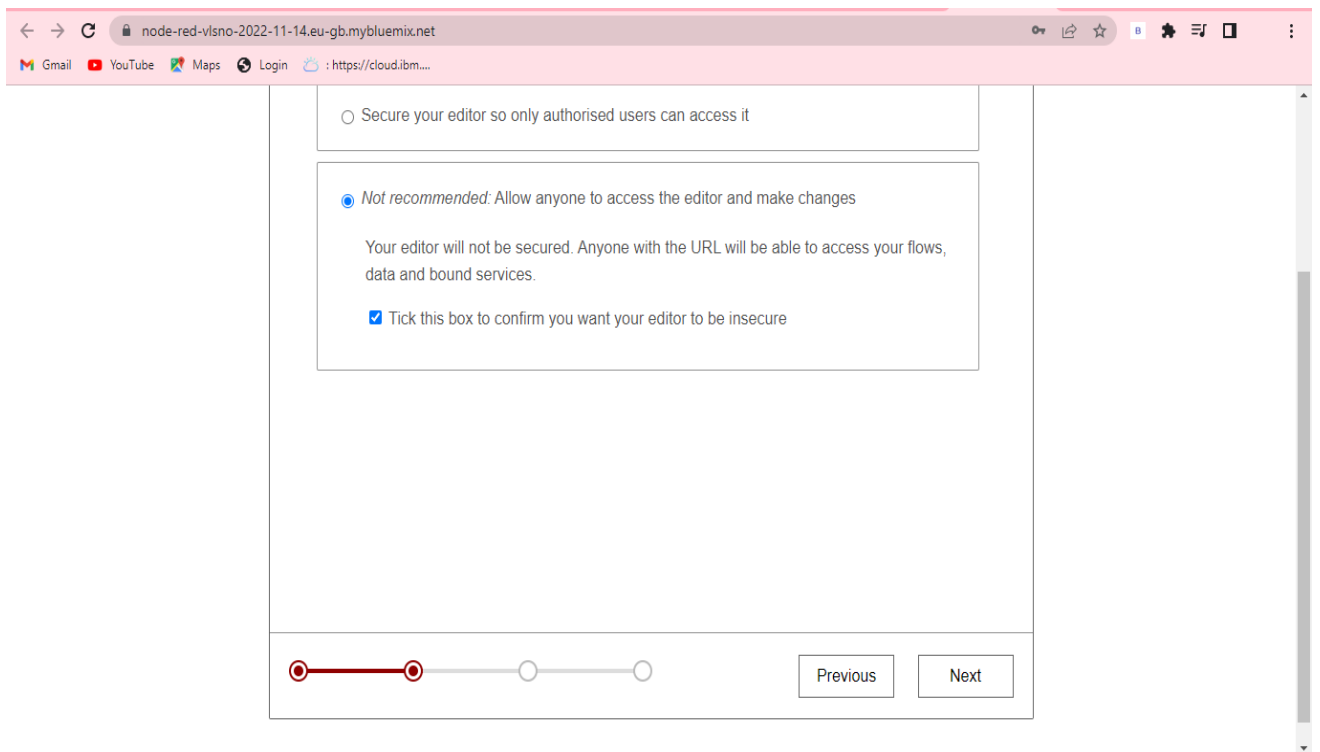 node-red-vlsno-2022-11-14.eu-gb.mybluemix.net
B
Gmail YouTube Maps Login : https://cloud.ibm....
Secure your editor so only authorised users can access it
Not recommended: Allow anyone to access the editor and make changes
Your editor will not be secured. Anyone with the URL will be able to access your flows,
data and bound services.
Tick this box to confirm you want your editor to be insecure
Previous Next